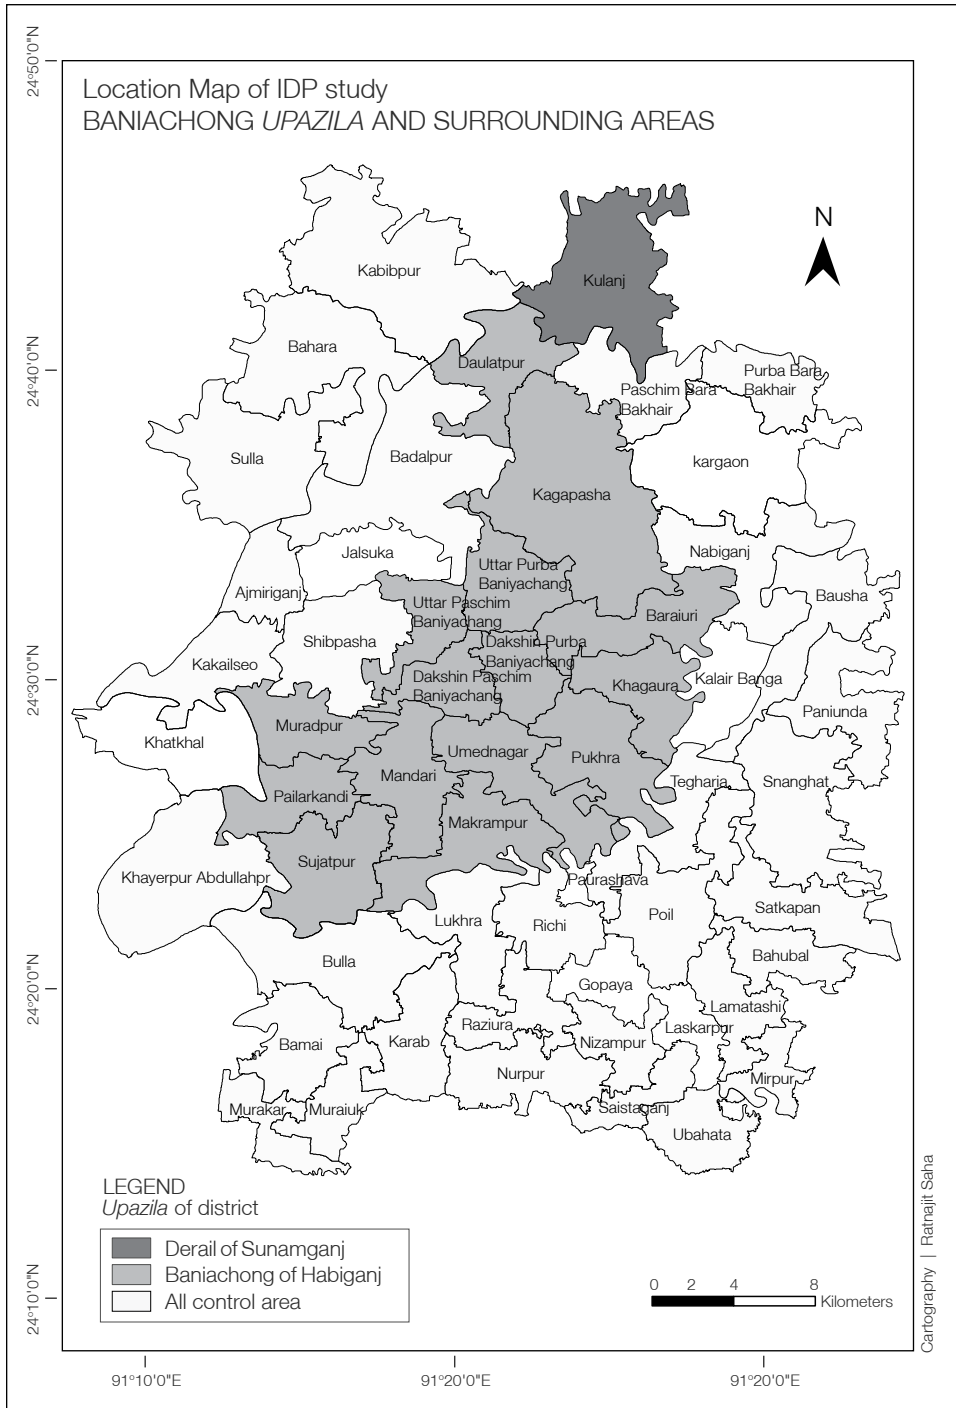 Location Map of IDP study
BANIACHONG UPAZILA AND SURROUNDING AREAS
N
24°50'0"N
24°40'0"N
24°30'0"N
24°20'0"N
24°10'0"N
Kabibpur
Kulanj
Bahara
Daulatpur
Purba Bara
Bakhair
Paschim Bara
Bakhair
Sulla
Badalpur
kargaon
Kagapasha
Jalsuka
Nabiganj
Uttar Purba
Baniyachang
Ajmiriganj
Bausha
Uttar Paschim
Baniyachang
Baraiuri
Shibpasha
Dakshin Purba
Baniyachang
Kakailseo
Dakshin Paschim
Baniyachang
Khagaura
Kalair Banga
Paniunda
Muradpur
Khatkhal
Umednagar
Pukhra
Mandari
Tegharia
Snanghat
Pailarkandi
Makrampur
Sujatpur
Khayerpur Abdullahpr
Paurashava
Lukhra
Richi
Poil
Satkapan
Bulla
Bahubal
Gopaya
Lamatashi
Raziura
Laskarpur
Bamai
Karab
Nizampur
Nurpur
Mirpur
Murakar
Muraiuk
Saistaganj
Ubahata
LEGEND
Upazila of district
Derail of Sunamganj
Baniachong of Habiganj
All control area
0 2 4 8
Kilometers
Cartography | Ratnajit Saha
91°10'0"E
91°20'0"E
91°20'0"E